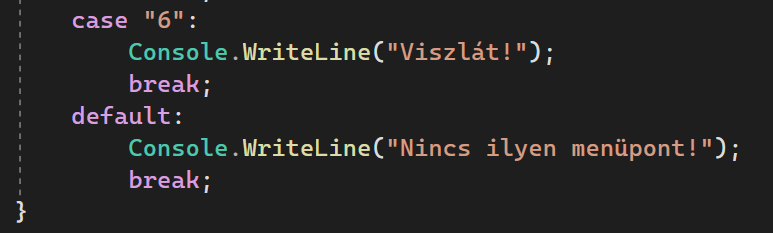 case "6":
Console.WriteLine("Viszlát!");
break;
default:
Console.WriteLine("Nincs ilyen menüpont!");
break;
}